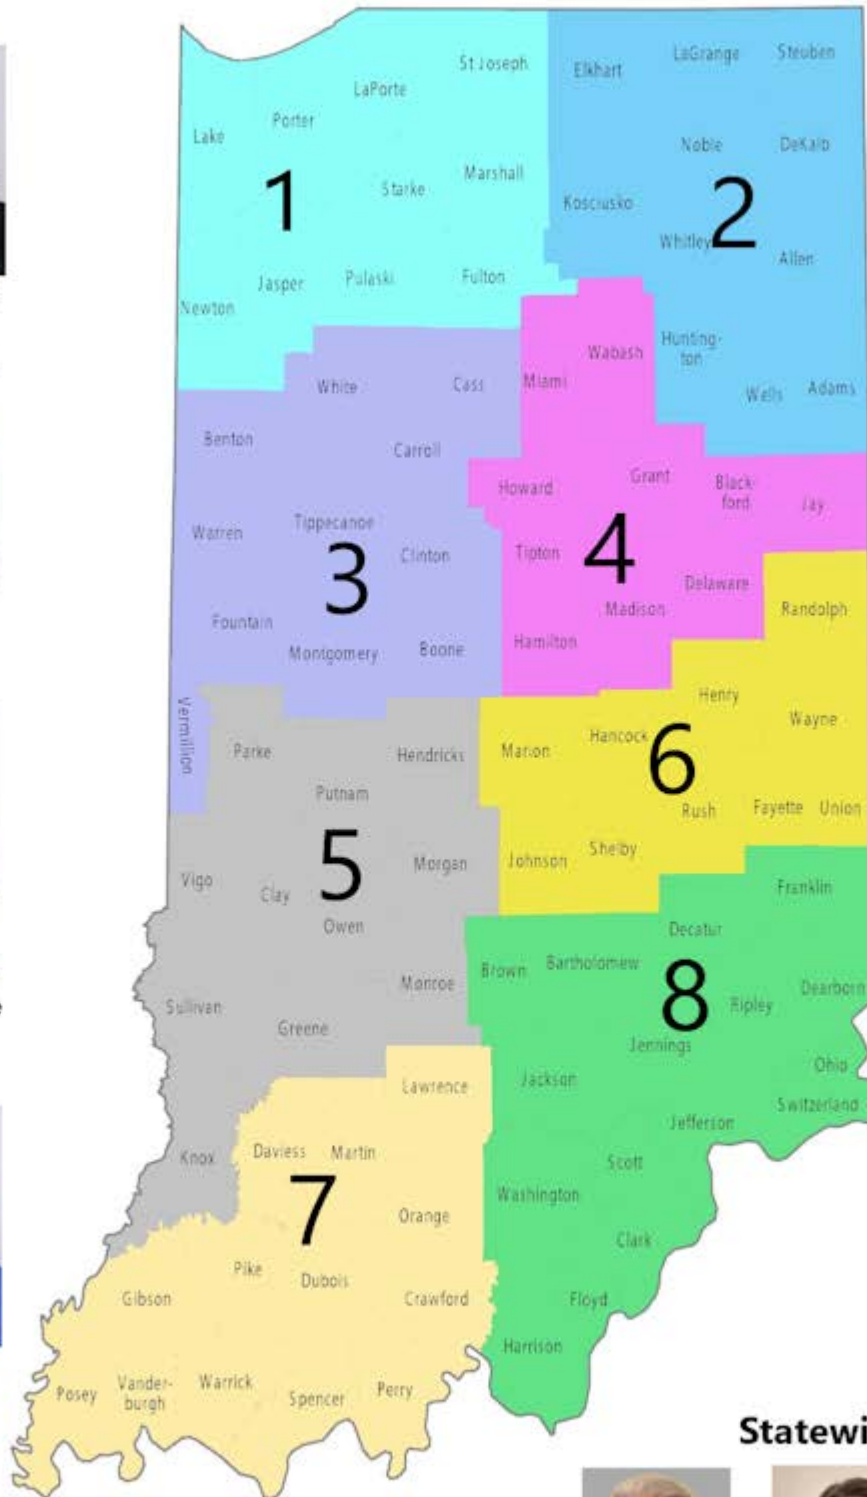 St Joseph
Elkhart
LaGrange
Steuben
LaPorte
Porter
Lake
Noble
DeKalb
Marshall
Starke
1
Kosciusko
2
Whitley
Allen
Jasper
Pulaski
Fulton
Newton
Hunting-
ton
Wabash
White
Cass
Miami
Wells
Adams
Benton
Carroll
Howard
Grant
Black-
ford
Jay
Warren
Tippecanoe
Clinton
3
Tipton
4
Delaware
Madison
Randolph
Fountain
Montgomery
Boone
Hamilton
Vermillion
Henry
Wayne
Parke
Hendricks
Marion
Hancock
6
Putnam
Rush
Fayette
Union
Vigo
Clay
5
Morgan
Johnson
Shelby
Owen
Franklin
Decatur
Brown
Bartholomew
Monroe
8
Ripley
Dearborn
Sullivan
Greene
Jennings
Ohio
Lawrence
Jackson
Switzerland
Jefferson
Knox
Daviess
Martin
Scott
7
Orange
Washington
Clark
Pike
Dubois
Gibson
Crawford
Floyd
Harrison
Posey
Vander-
burgh
Warrick
Spencer
Perry
Statewi